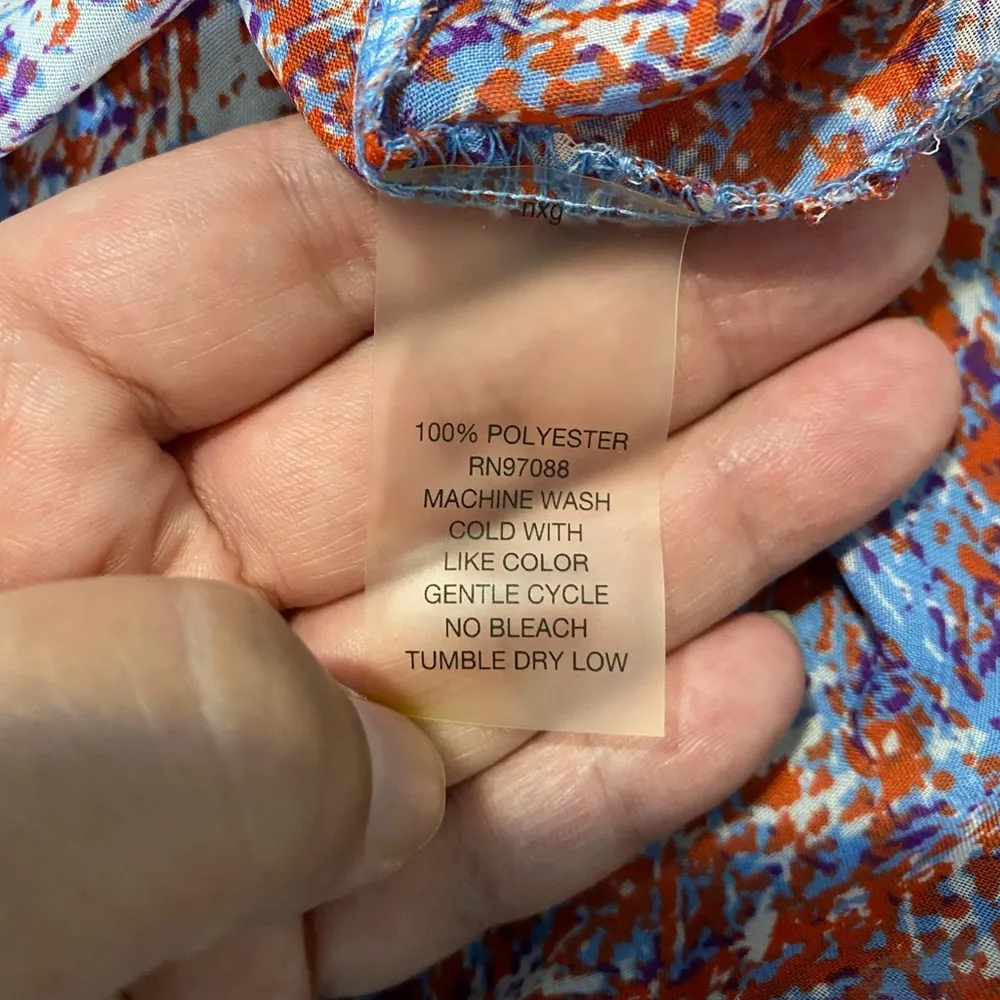 nxg
100% POLYESTER
RN97088
MACHINE WASH
COLD WITH
LIKE COLOR
GENTLE CYCLE
NO BLEACH
TUMBLE DRY LOW